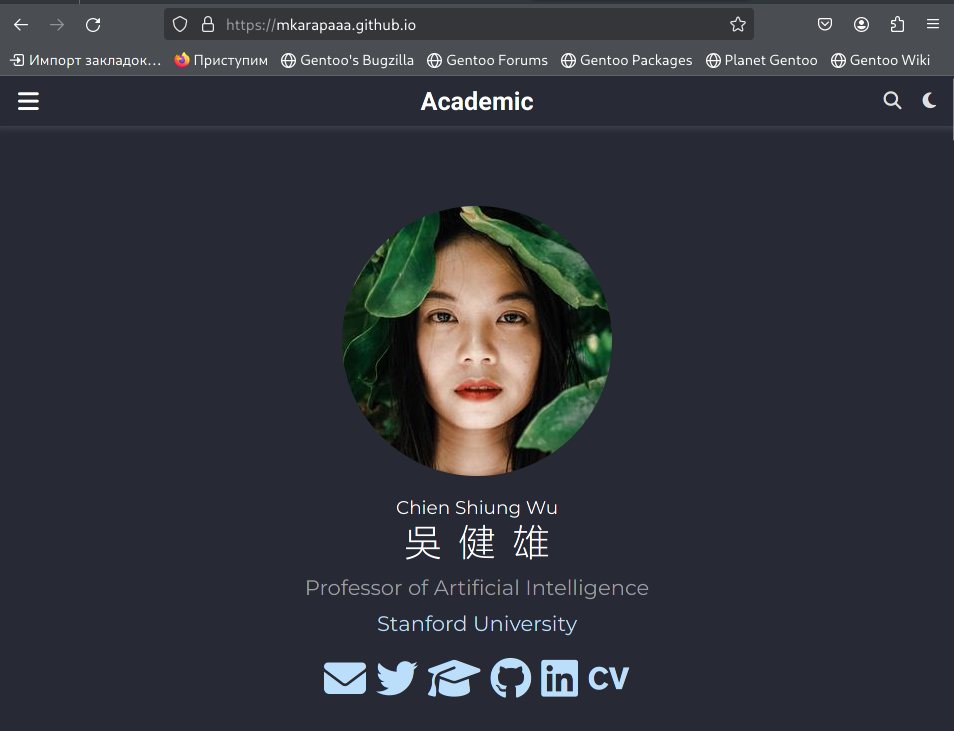 https://mkarapaaa.github.io
Импорт закладок… Приступим Gentoo's Bugzilla Gentoo Forums Gentoo Packages Planet Gentoo Gentoo Wiki
Academic
Chien Shiung Wu
吳 健 雄
Professor of Artificial Intelligence
Stanford University
in CV